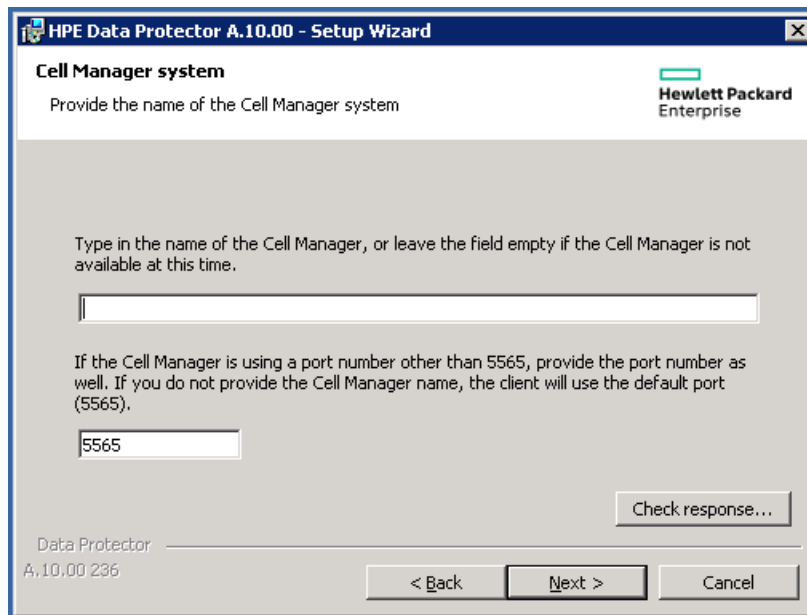 HPE Data Protector A.10.00 - Setup Wizard
Cell Manager system
Provide the name of the Cell Manager system
Hewlett Packard
Enterprise
Type in the name of the Cell Manager, or leave the field empty if the Cell Manager is not
available at this time.
If the Cell Manager is using a port number other than 5565, provide the port number as
well. If you do not provide the Cell Manager name, the client will use the default port
(5565).
5565
Check response...
Data Protector
A.10.00 236
< Back
Next >
Cancel